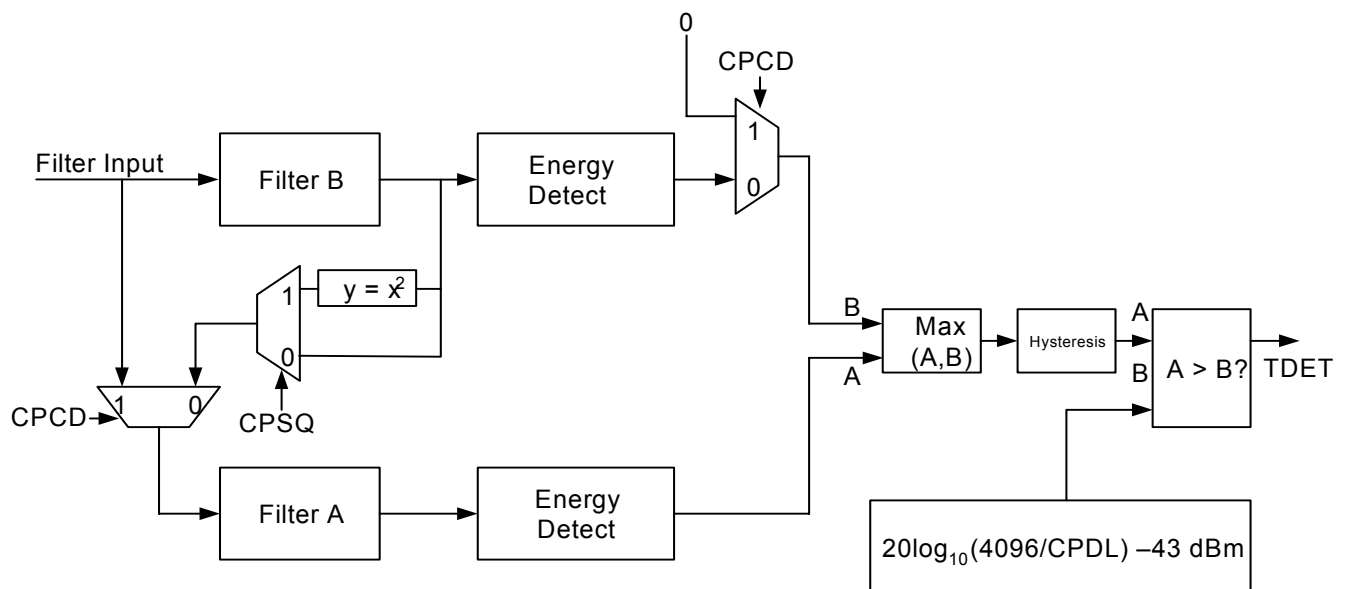 0
CPCD
1
0
Filter Input
Filter B
Energy
Detect
y = x²
1
0
CPSQ
1 0
CPCD
Filter A
Energy
Detect
B
A
Max
(A,B)
Hysteresis
A
B
A > B?
TDET
20log₁₀(4096/CPDL) –43 dBm